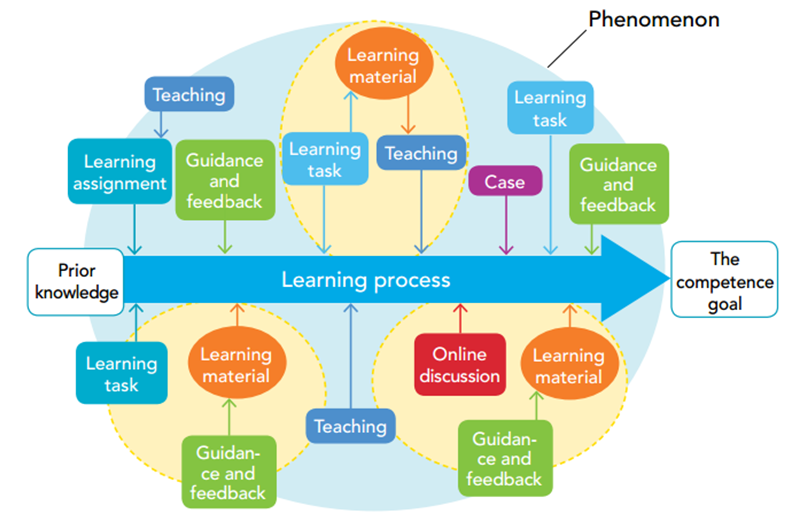 Phenomenon
Learning
material
Teaching
Learning
task
Learning
assignment
Guidance
and
feedback
Learning
task
Teaching
Case
Guidance
and
feedback
Prior
knowledge
Learning process
The
competence
goal
Learning
task
Learning
material
Online
discussion
Learning
material
Teaching
Guidan-
ce and
feedback
Guidan-
ce and
feedback